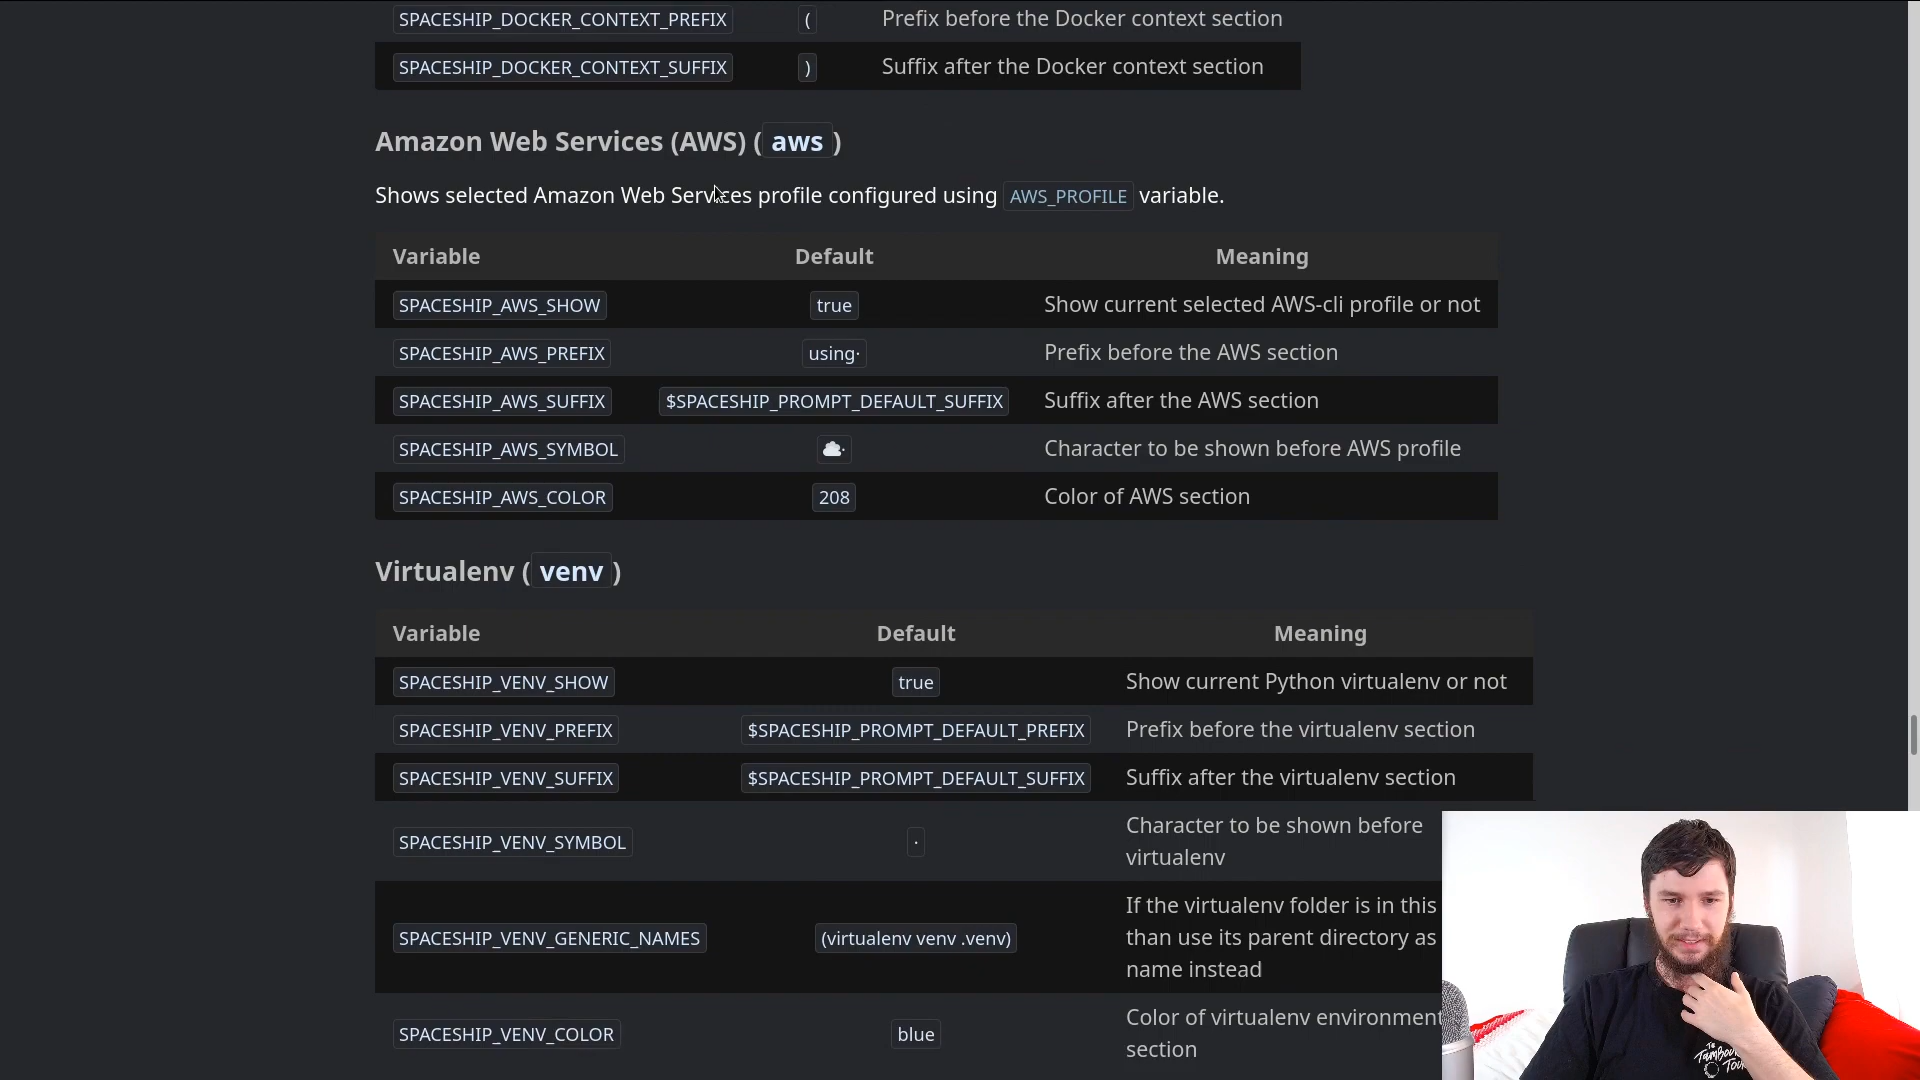 SPACESHIP_DOCKER_CONTEXT_PREFIX ( Prefix before the Docker context section
SPACESHIP_DOCKER_CONTEXT_SUFFIX ) Suffix after the Docker context section
Amazon Web Services (AWS) ( aws )
Shows selected Amazon Web Services profile configured using AWS_PROFILE variable.
Variable Default Meaning
SPACESHIP_AWS_SHOW true Show current selected AWS-cli profile or not
SPACESHIP_AWS_PREFIX using· Prefix before the AWS section
SPACESHIP_AWS_SUFFIX $SPACESHIP_PROMPT_DEFAULT_SUFFIX Suffix after the AWS section
SPACESHIP_AWS_SYMBOL ☁· Character to be shown before AWS profile
SPACESHIP_AWS_COLOR 208 Color of AWS section
Virtualenv ( venv )
Variable Default Meaning
SPACESHIP_VENV_SHOW true Show current Python virtualenv or not
SPACESHIP_VENV_PREFIX $SPACESHIP_PROMPT_DEFAULT_PREFIX Prefix before the virtualenv section
SPACESHIP_VENV_SUFFIX $SPACESHIP_PROMPT_DEFAULT_SUFFIX Suffix after the virtualenv section
SPACESHIP_VENV_SYMBOL · Character to be shown before
virtualenv
SPACESHIP_VENV_GENERIC_NAMES (virtualenv venv .venv) If the virtualenv folder is in this
than use its parent directory as
name instead
SPACESHIP_VENV_COLOR blue Color of virtualenv environment
section